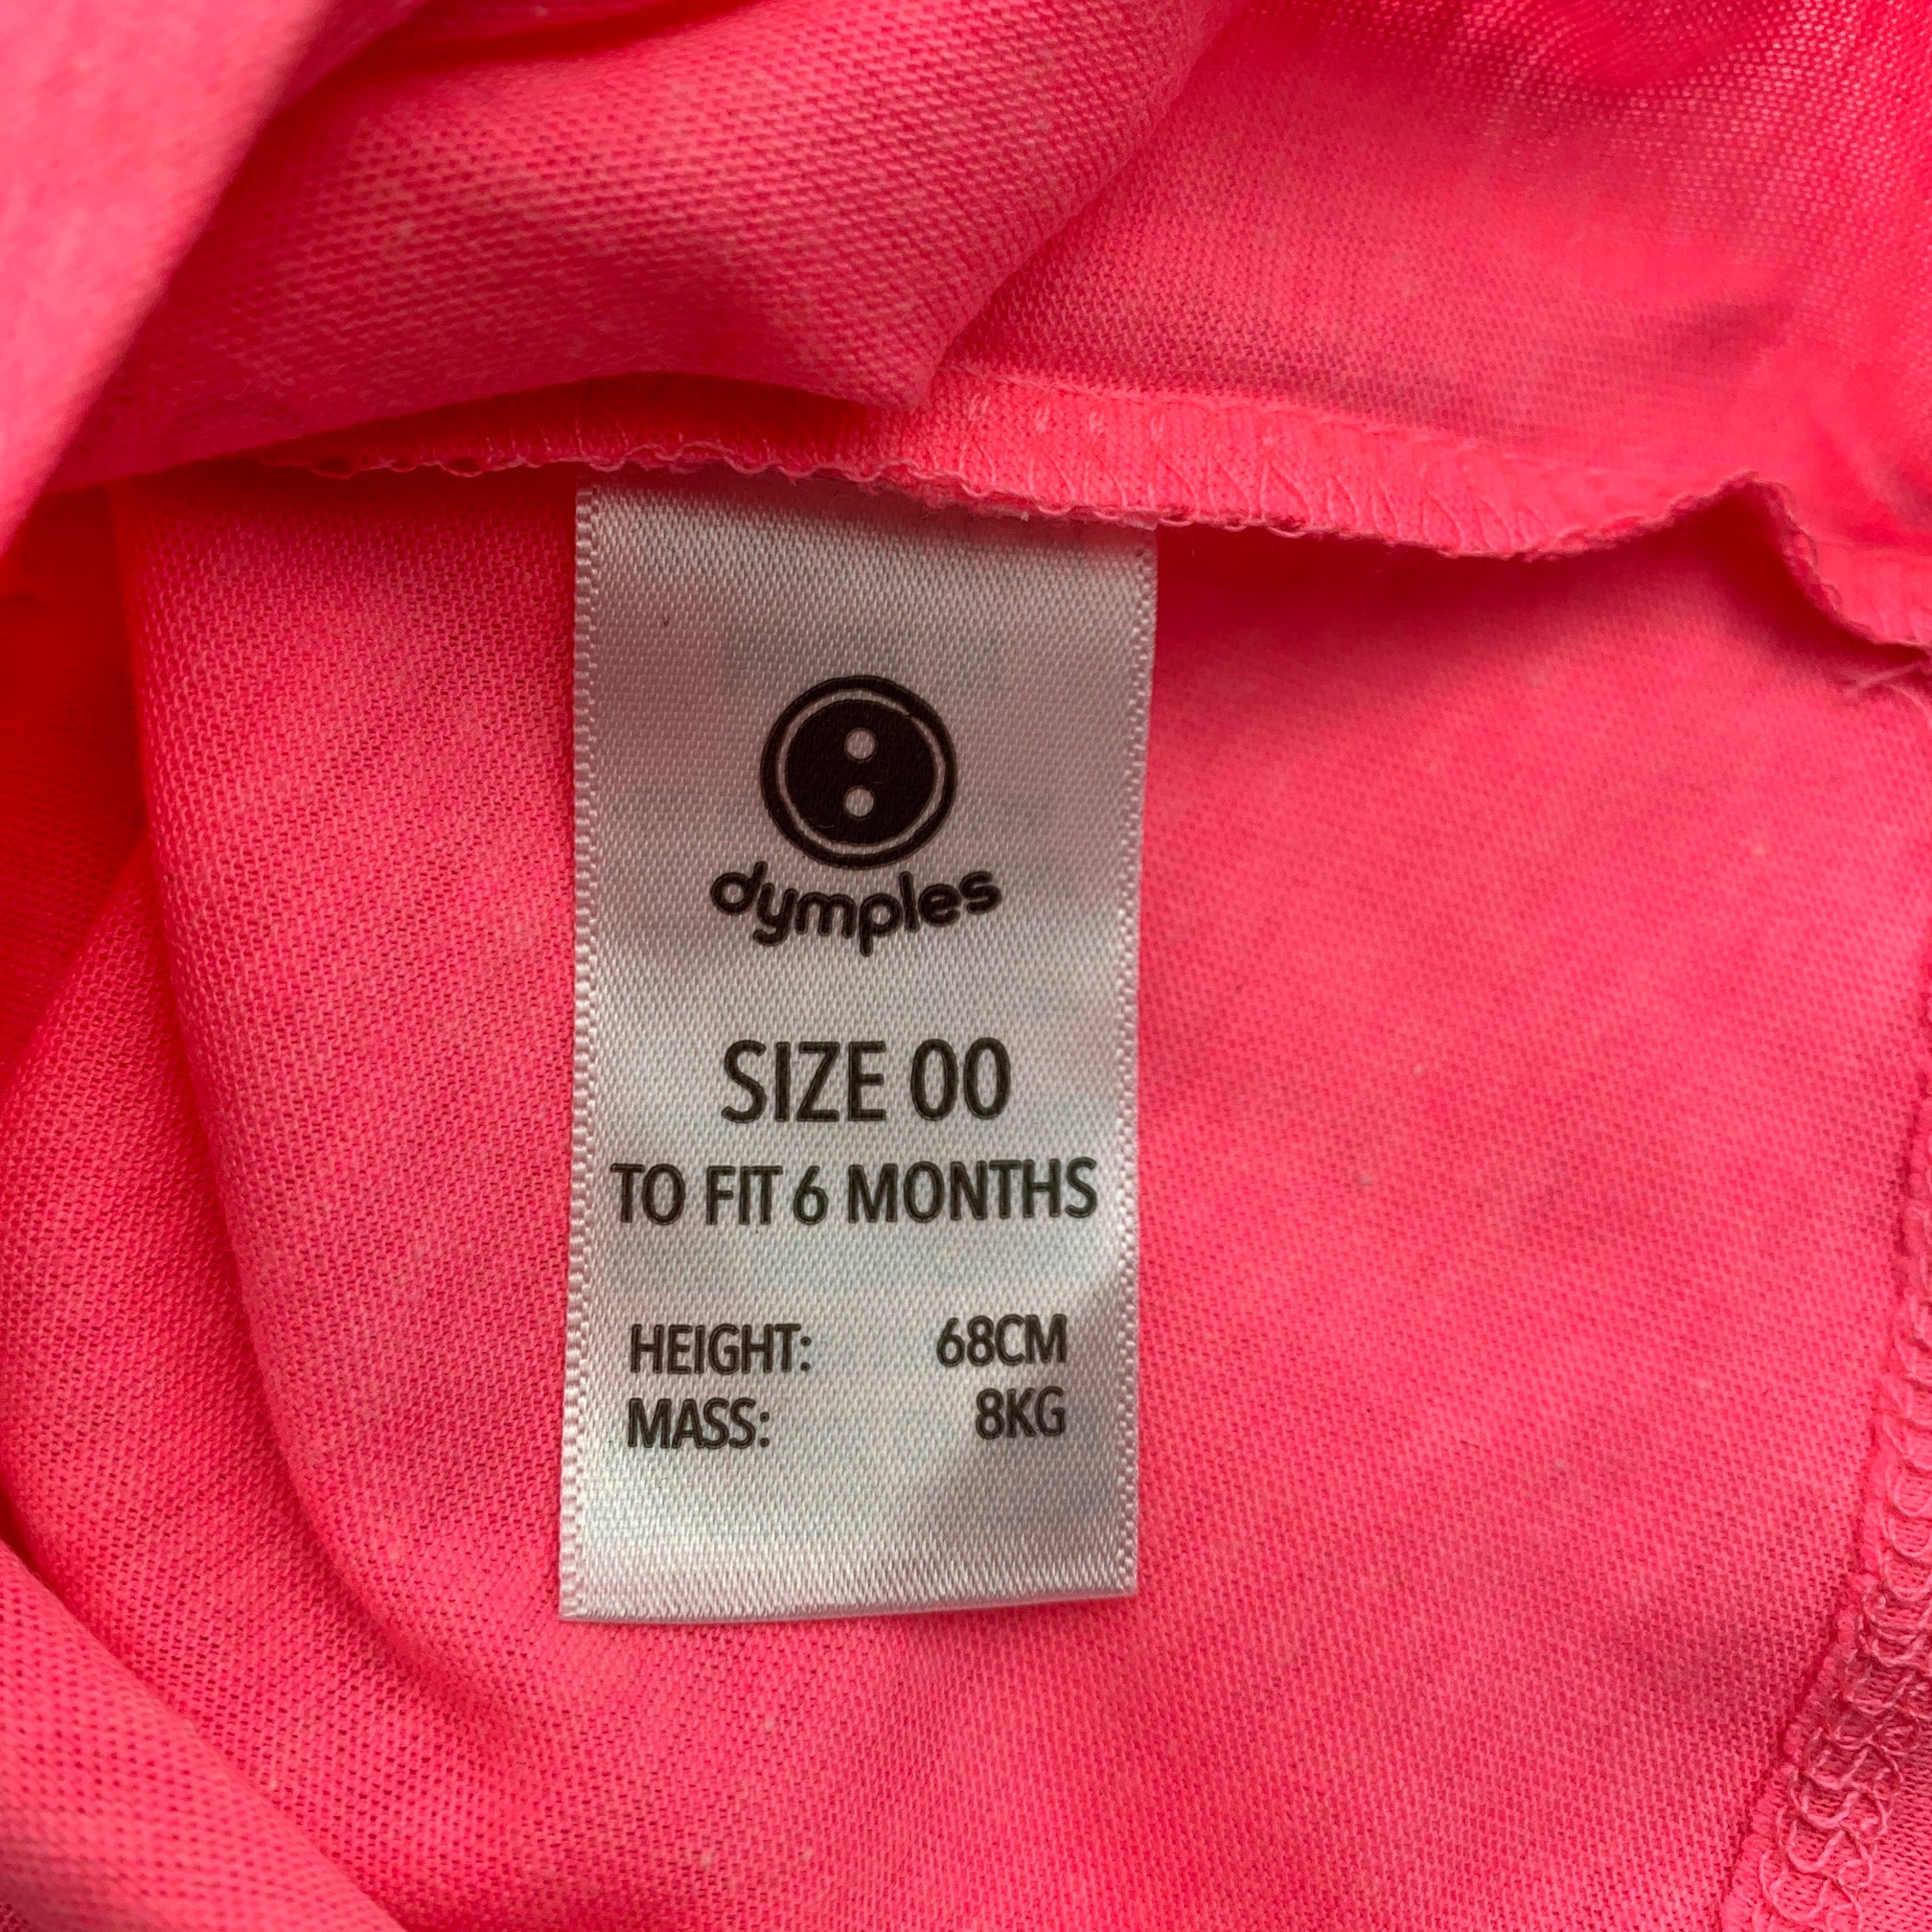 dymples
SIZE 00
TO FIT 6 MONTHS
HEIGHT: 68CM
MASS: 8KG